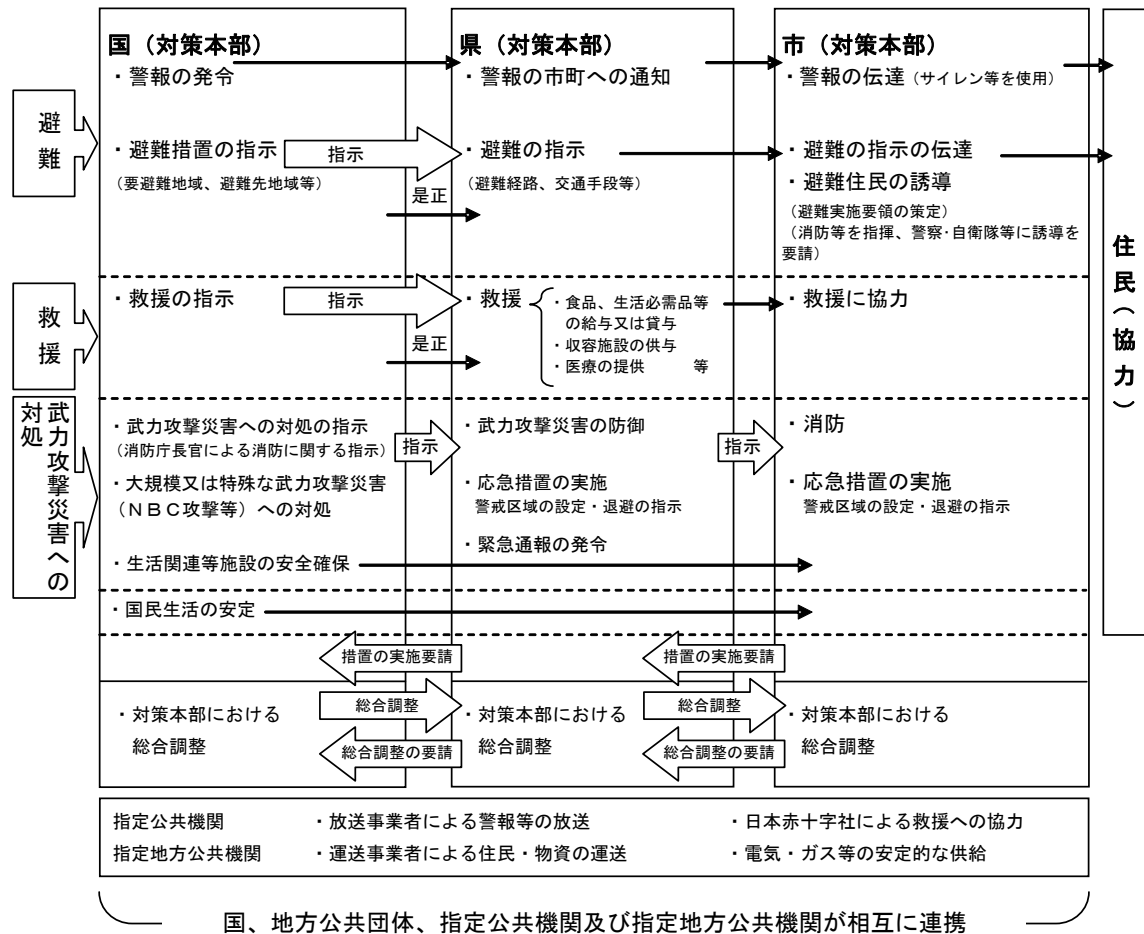 国（対策本部）
・警報の発令
県（対策本部）
・警報の市町への通知
市（対策本部）
・警報の伝達（サイレン等を使用）
避難
・避難措置の指示
（要避難地域、避難先地域等）
指示
是正
・避難の指示
（避難経路、交通手段等）
・避難の指示の伝達
・避難住民の誘導
（避難実施要領の策定）
（消防等を指揮、警察・自衛隊等に誘導を
要請）
住民（協力）
救援
・救援の指示
指示
是正
・救援
・食品、生活必需品等
の給与又は貸与
・収容施設の供与
・医療の提供　　等
・救援に協力
武力攻撃災害への
対処
・武力攻撃災害への対処の指示
（消防庁長官による消防に関する指示）
・大規模又は特殊な武力攻撃災害
（ＮＢＣ攻撃等）への対処
・生活関連等施設の安全確保
指示
・武力攻撃災害の防御
・応急措置の実施
警戒区域の設定・退避の指示
・緊急通報の発令
指示
・消防
・応急措置の実施
警戒区域の設定・退避の指示
・国民生活の安定
措置の実施要請
措置の実施要請
・対策本部における
総合調整
総合調整
総合調整の要請
・対策本部における
総合調整
総合調整
総合調整の要請
・対策本部における
総合調整
指定公共機関　・放送事業者による警報等の放送　・日本赤十字社による救援への協力
指定地方公共機関　・運送事業者による住民・物資の運送　・電気・ガス等の安定的な供給
国、地方公共団体、指定公共機関及び指定地方公共機関が相互に連携